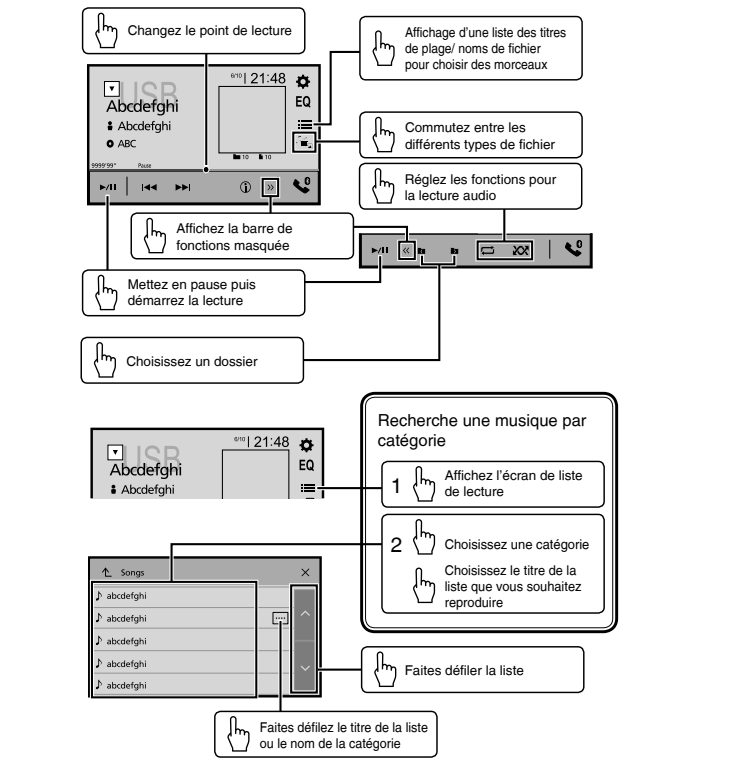 Changez le point de lecture
Affichage d'une liste des titres
de plage/ noms de fichier
pour choisir des morceaux
USB
6/10 21:48
Abcdefghi
EQ
Abcdefghi
ABC
10 10
9999'99" Pause
Commutez entre les
différents types de fichier
Réglez les fonctions pour
la lecture audio
Affichez la barre de
fonctions masquée
Mettez en pause puis
démarrez la lecture
Choisissez un dossier
USB
6/10 21:48
Abcdefghi
EQ
Abcdefghi
Recherche une musique par
catégorie
1 Affichez l'écran de liste
de lecture
2 Choisissez une catégorie
Choisissez le titre de la
liste que vous souhaitez
reproduire
Songs
abcdefghi
abcdefghi
abcdefghi
abcdefghi
abcdefghi
Faites défiler la liste
Faites défilez le titre de la liste
ou le nom de la catégorie